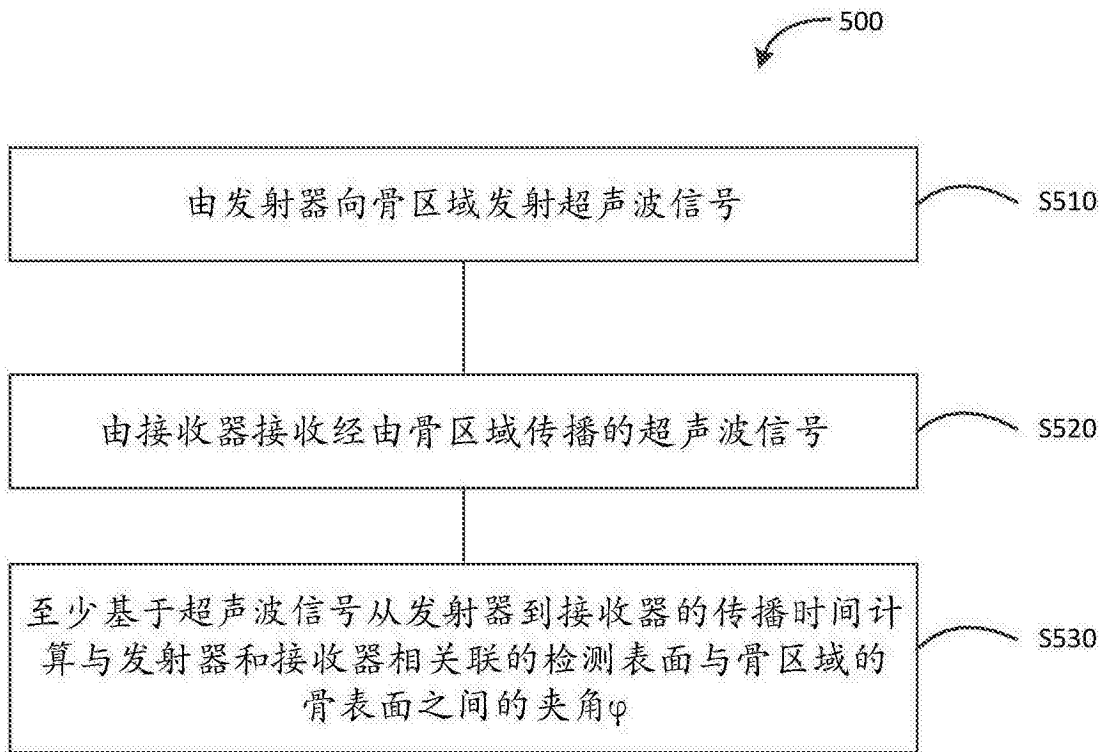 500
由发射器向骨区域发射超声波信号
S510
由接收器接收经由骨区域传播的超声波信号
S520
至少基于超声波信号从发射器到接收器的传播时间计
算与发射器和接收器相关联的检测表面与骨区域的
骨表面之间的夹角φ
S530